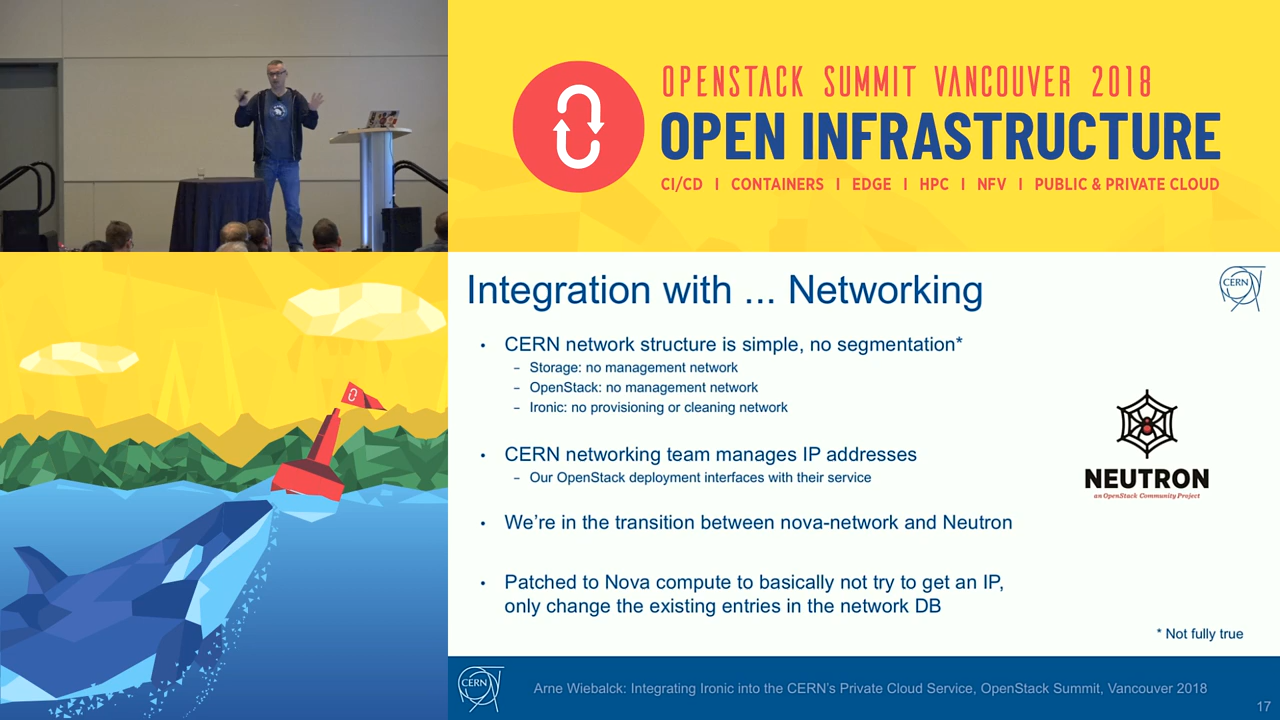 OPENSTACK SUMMIT VANCOUVER 2018
OPEN INFRASTRUCTURE
CI/CD I CONTAINERS I EDGE I HPC I NFV I PUBLIC & PRIVATE CLOUD
Integration with ... Networking
CERN
• CERN network structure is simple, no segmentation*
– Storage: no management network
– OpenStack: no management network
– Ironic: no provisioning or cleaning network
• CERN networking team manages IP addresses
– Our OpenStack deployment interfaces with their service
• We're in the transition between nova-network and Neutron
• Patched to Nova compute to basically not try to get an IP,
only change the existing entries in the network DB
NEUTRON
an OpenStack Community Project
* Not fully true
CERN
Arne Wiebalck: Integrating Ironic into the CERN's Private Cloud Service, OpenStack Summit, Vancouver 2018
17